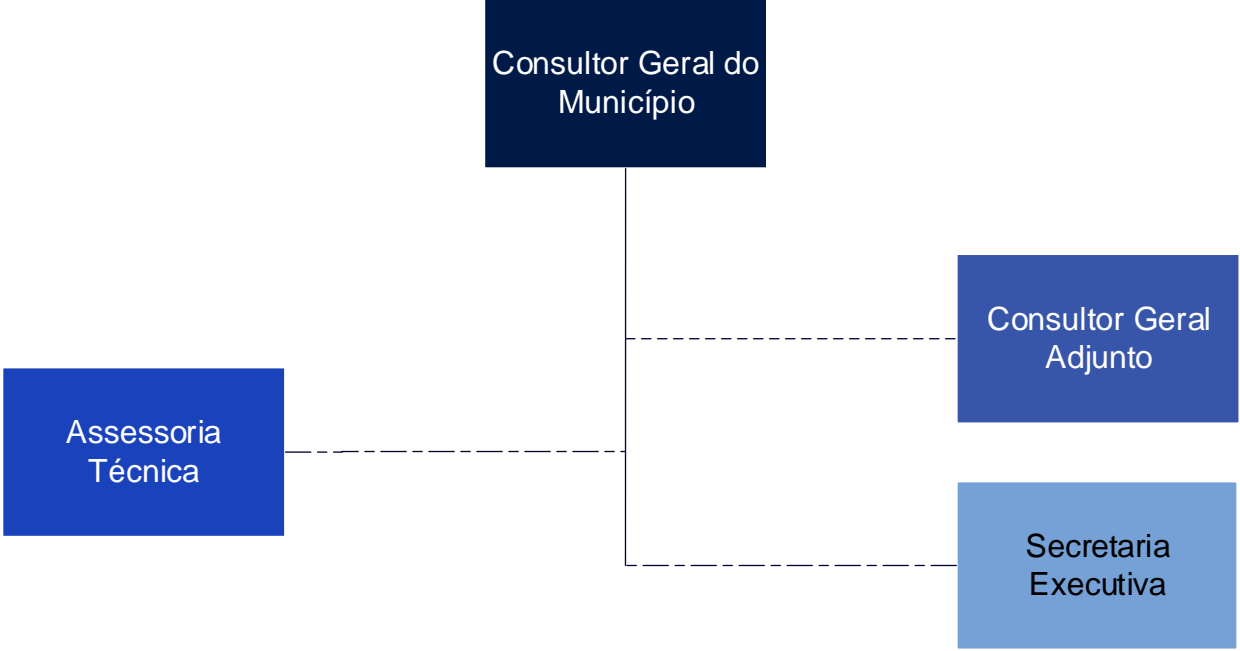 Consultor Geral do
Município
Consultor Geral
Adjunto
Assessoria
Técnica
Secretaria
Executiva